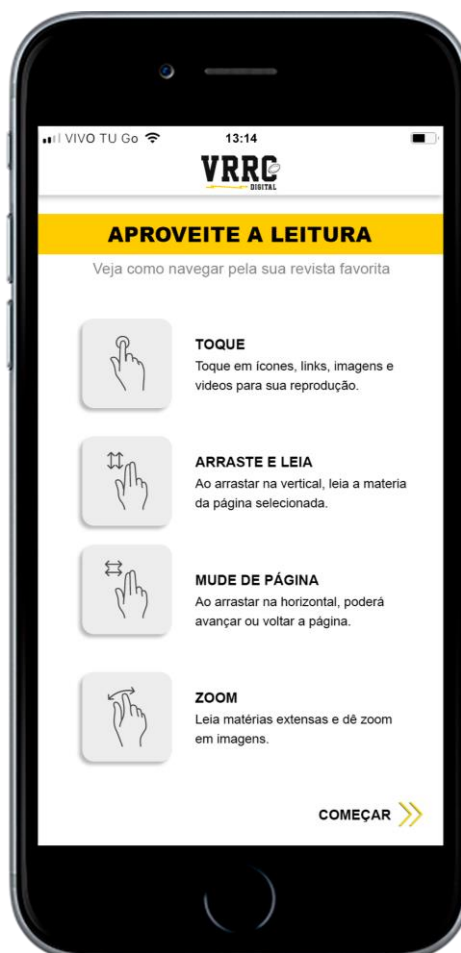 VIVO TU Go 13:14
VRRC
DIGITAL
APROVEITE A LEITURA
Veja como navegar pela sua revista favorita
TOQUE
Toque em ícones, links, imagens e
videos para sua reprodução.
ARRASTE E LEIA
Ao arrastar na vertical, leia a materia
da página selecionada.
MUDE DE PÁGINA
Ao arrastar na horizontal, poderá
avançar ou voltar a página.
ZOOM
Leia matérias extensas e dê zoom
em imagens.
COMEÇAR